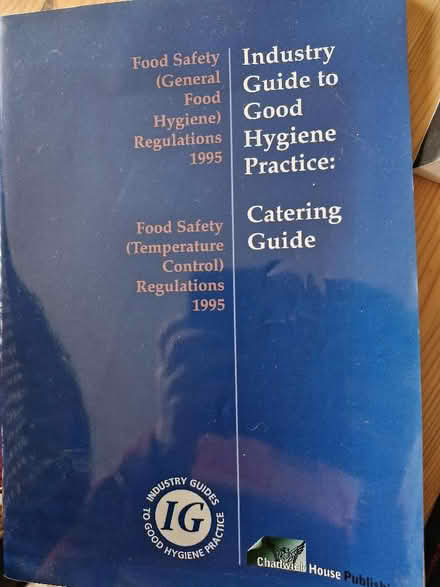 Food Safety
(General
Food
Hygiene)
Regulations
1995
Food Safety
(Temperature
Control)
Regulations
1995
Industry
Guide to
Good
Hygiene
Practice:
Catering
Guide
INDUSTRY GUIDES
IG
TO GOOD HYGIENE PRACTICE
Chadwick House Publishi